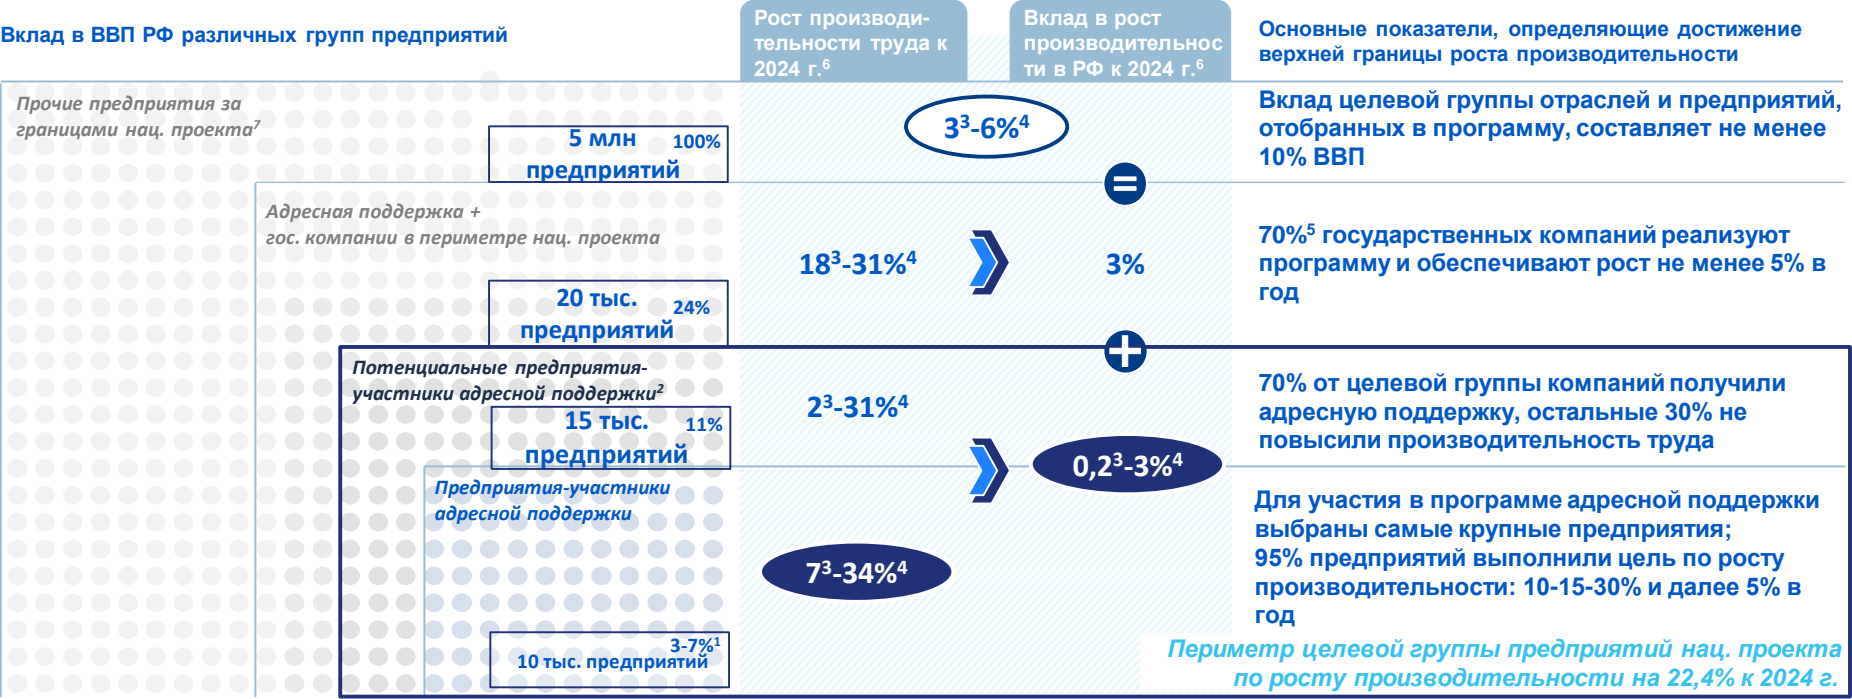 Вклад в ВВП РФ различных групп предприятий
Рост производи-
тельности труда к
2024 г.⁶
Вклад в рост
производительнос
ти в РФ к 2024 г.⁶
Основные показатели, определяющие достижение
верхней границы роста производительности
Прочие предприятия за
границами нац. проекта⁷
5 млн 100%
предприятий
3³-6%⁴
Вклад целевой группы отраслей и предприятий,
отобранных в программу, составляет не менее
10% ВВП
=
Адресная поддержка +
гос. компании в периметре нац. проекта
20 тыс. 24%
предприятий
18³-31%⁴
3%
70%⁵ государственных компаний реализуют
программу и обеспечивают рост не менее 5% в
год
+
Потенциальные предприятия-
участники адресной поддержки²
15 тыс. 11%
предприятий
2³-31%⁴
0,2³-3%⁴
70% от целевой группы компаний получили
адресную поддержку, остальные 30% не
повысили производительность труда
Предприятия-участники
адресной поддержки
3-7%¹
10 тыс. предприятий
7³-34%⁴
Для участия в программе адресной поддержки
выбраны самые крупные предприятия;
95% предприятий выполнили цель по росту
производительности: 10-15-30% и далее 5% в
год
Периметр целевой группы предприятий нац. проекта
по росту производительности на 22,4% к 2024 г.